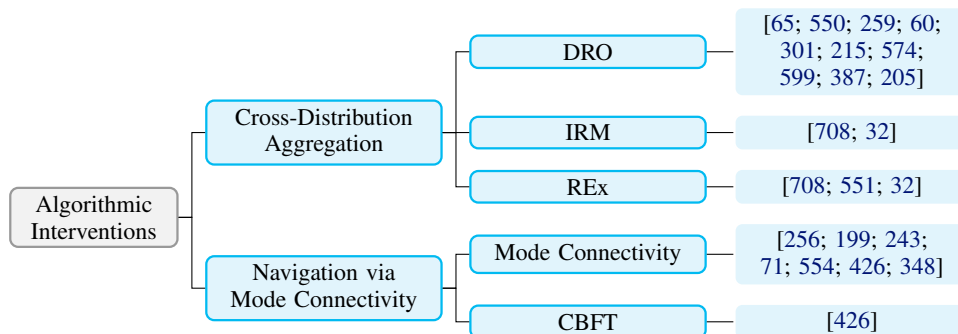 Algorithmic
Interventions
Cross-Distribution
Aggregation
DRO
[65; 550; 259; 60;
301; 215; 574;
599; 387; 205]
IRM
[708; 32]
REx
[708; 551; 32]
Navigation via
Mode Connectivity
Mode Connectivity
[256; 199; 243;
71; 554; 426; 348]
CBFT
[426]